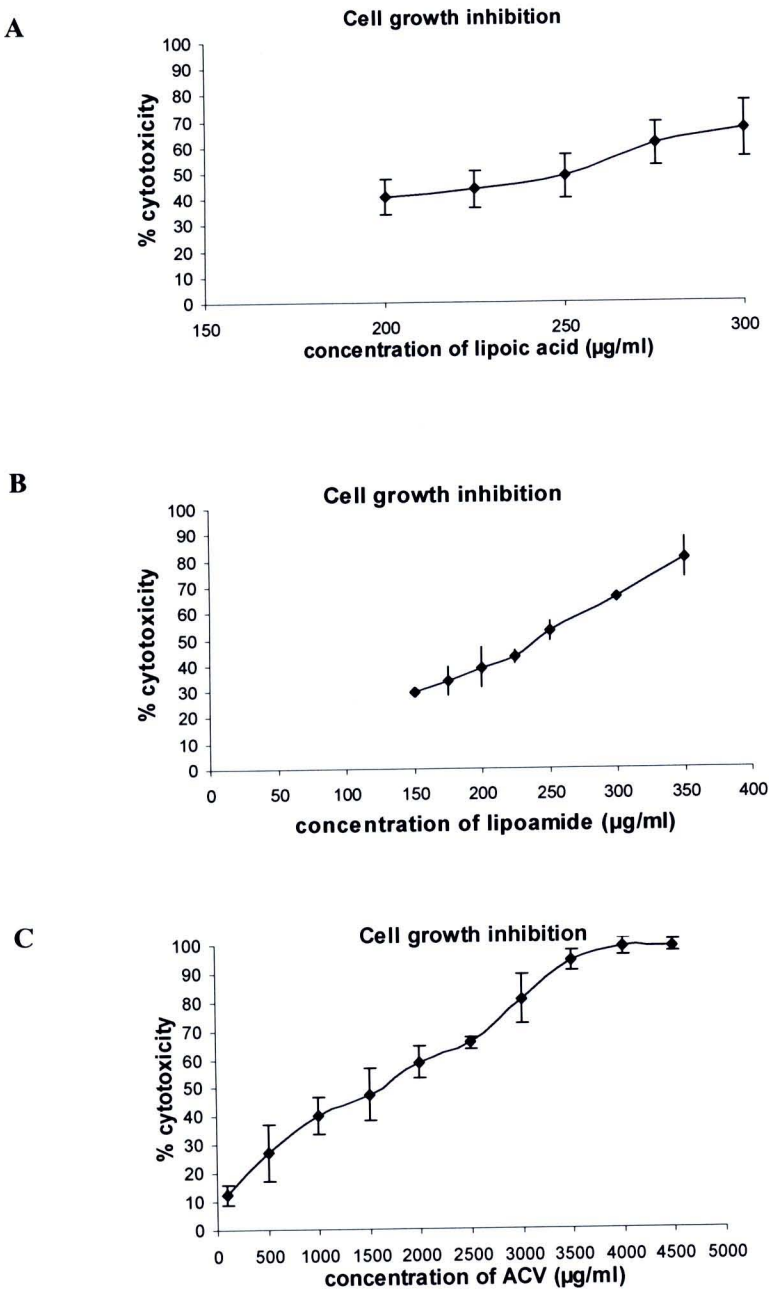 A
Cell growth inhibition
100
90
80
70
60
50
40
30
20
10
0
% cytotoxicity
150 200 250 300
concentration of lipoic acid (µg/ml)
B
Cell growth inhibition
100
90
80
70
60
50
40
30
20
10
0
% cytotoxicity
0 50 100 150 200 250 300 350 400
concentration of lipoamide (µg/ml)
C
Cell growth inhibition
100
90
80
70
60
50
40
30
20
10
0
% cytotoxicity
0 500 1000 1500 2000 2500 3000 3500 4000 4500 5000
concentration of ACV (µg/ml)